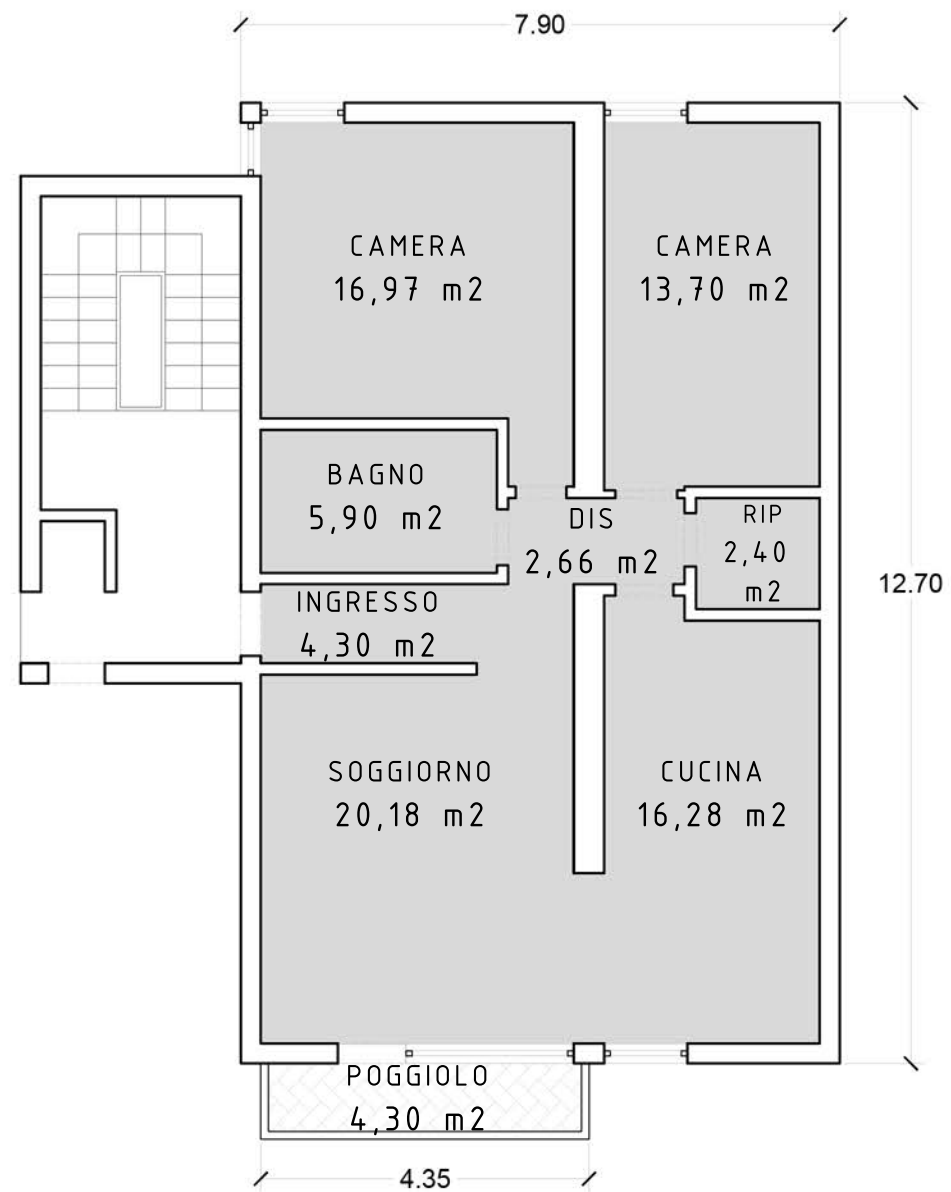 7.90
CAMERA
16,97 m2
CAMERA
13,70 m2
BAGNO
5,90 m2
DIS
2,66 m2
RIP
2,40
m2
12.70
INGRESSO
4,30 m2
SOGGIORNO
20,18 m2
CUCINA
16,28 m2
POGGIOLO
4,30 m2
4.35